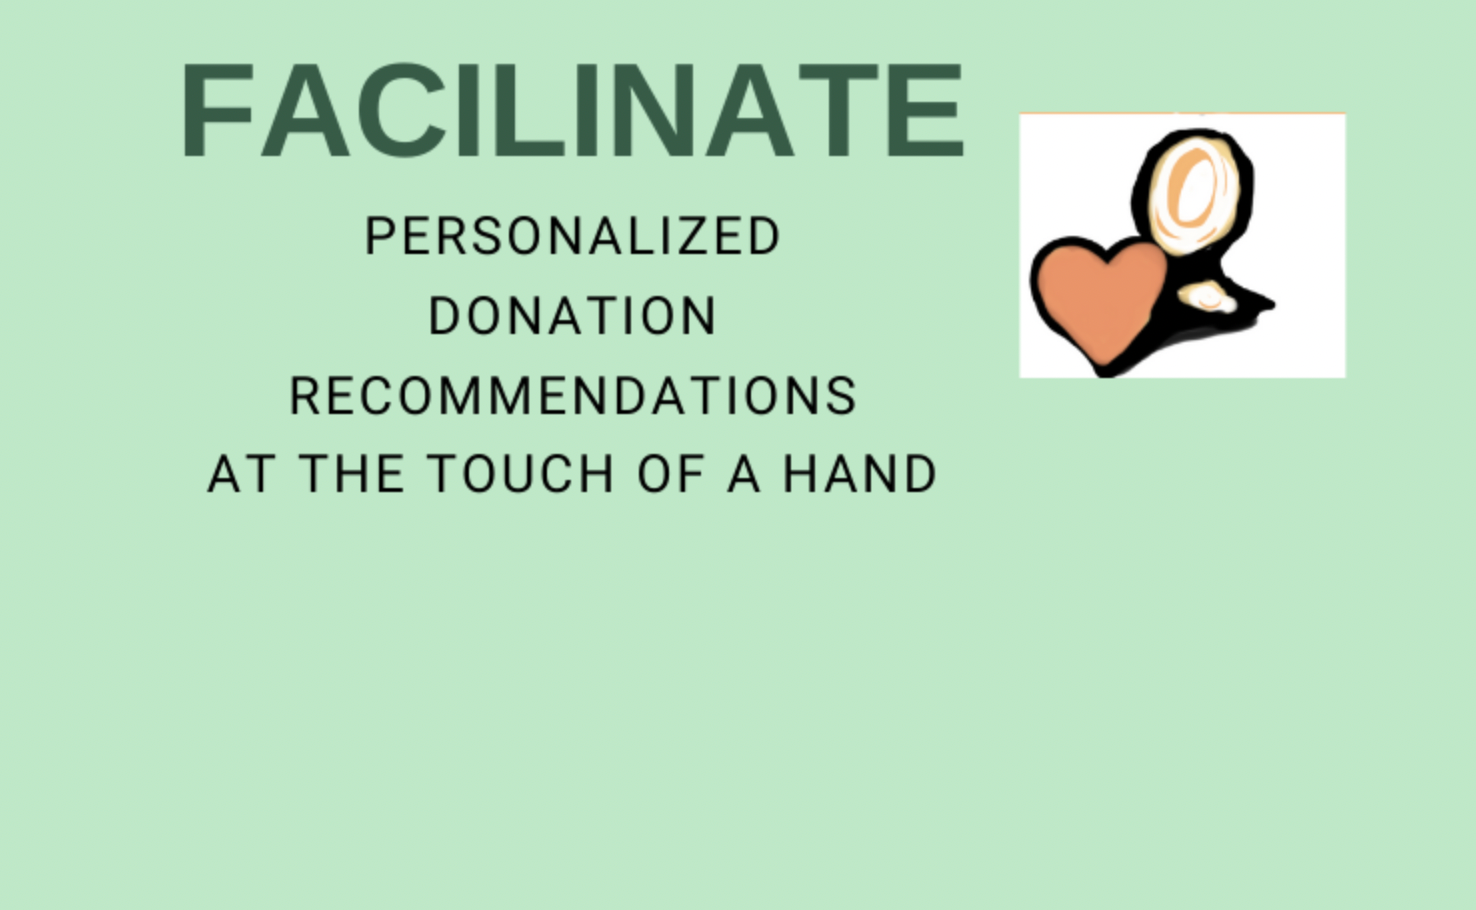 FACILINATE
PERSONALIZED
DONATION
RECOMMENDATIONS
AT THE TOUCH OF A HAND